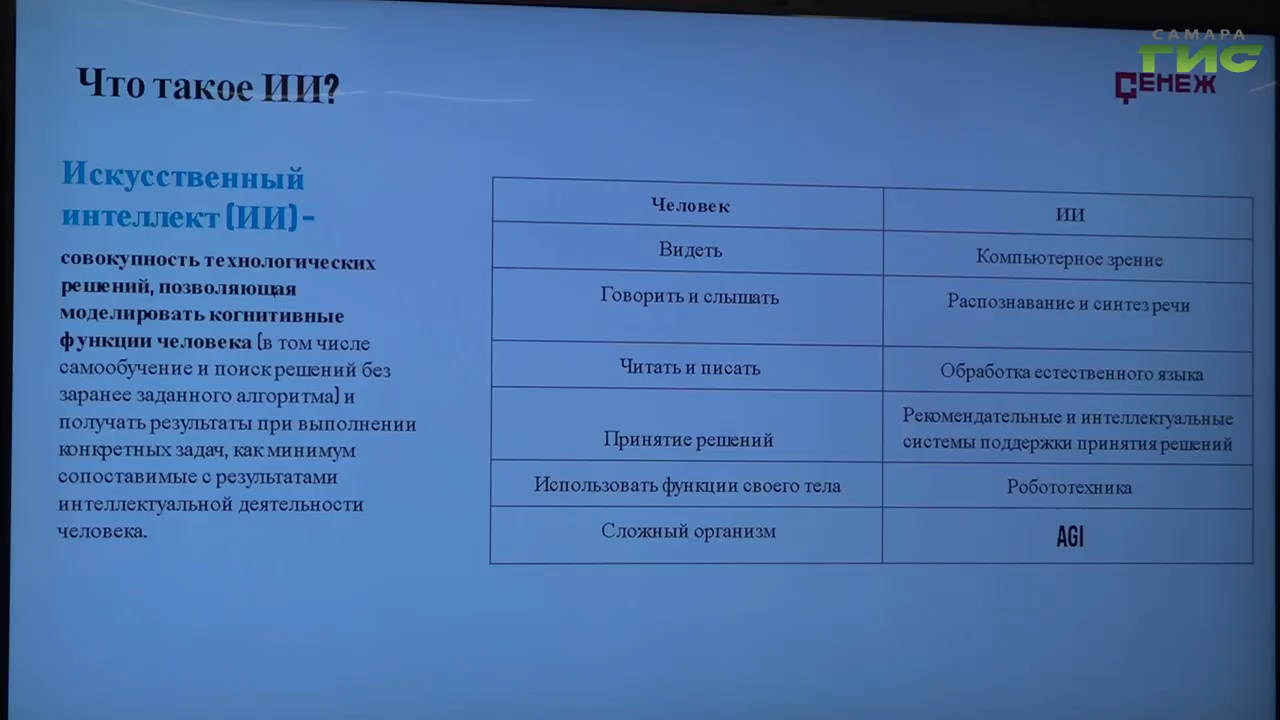 САМАРА
ГИС
СЕНЕЖ
Что такое ИИ?
Искусственный
интеллект (ИИ) –
совокупность технологических
решений, позволяющая
моделировать когнитивные
функции человека (в том числе
самообучение и поиск решений без
заранее заданного алгоритма) и
получать результаты при выполнении
конкретных задач, как минимум
сопоставимые с результатами
интеллектуальной деятельности
человека.
Человек
ИИ
Видеть
Компьютерное зрение
Говорить и слышать
Распознавание и синтез речи
Читать и писать
Обработка естественного языка
Принятие решений
Рекомендательные и интеллектуальные
системы поддержки принятия решений
Использовать функции своего тела
Робототехника
Сложный организм
AGI